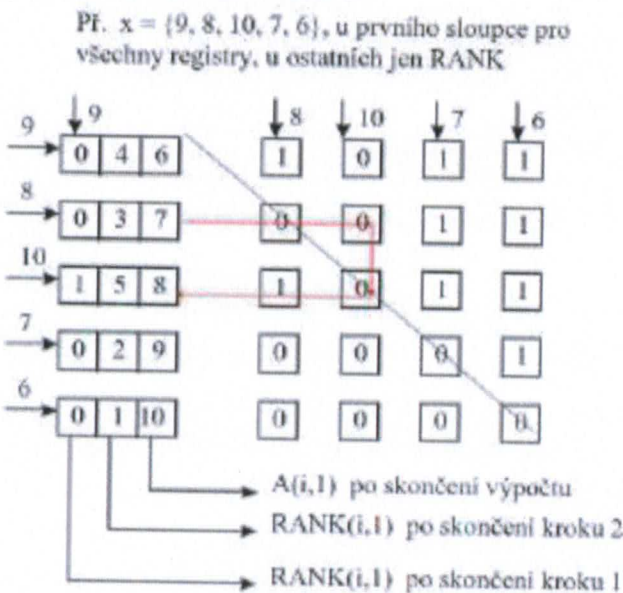 Př. x = {9, 8, 10, 7, 6}, u prvního sloupce pro
všechny registry, u ostatních jen RANK
9 8 10 7 6
9 0 4 6 1 0 1 1
8 0 3 7 0 0 1 1
10 1 5 8 1 0 1 1
7 0 2 9 0 0 0 1
6 0 1 10 0 0 0 0
A(i,1) po skončení výpočtu
RANK(i,1) po skončení kroku 2
RANK(i,1) po skončení kroku 1